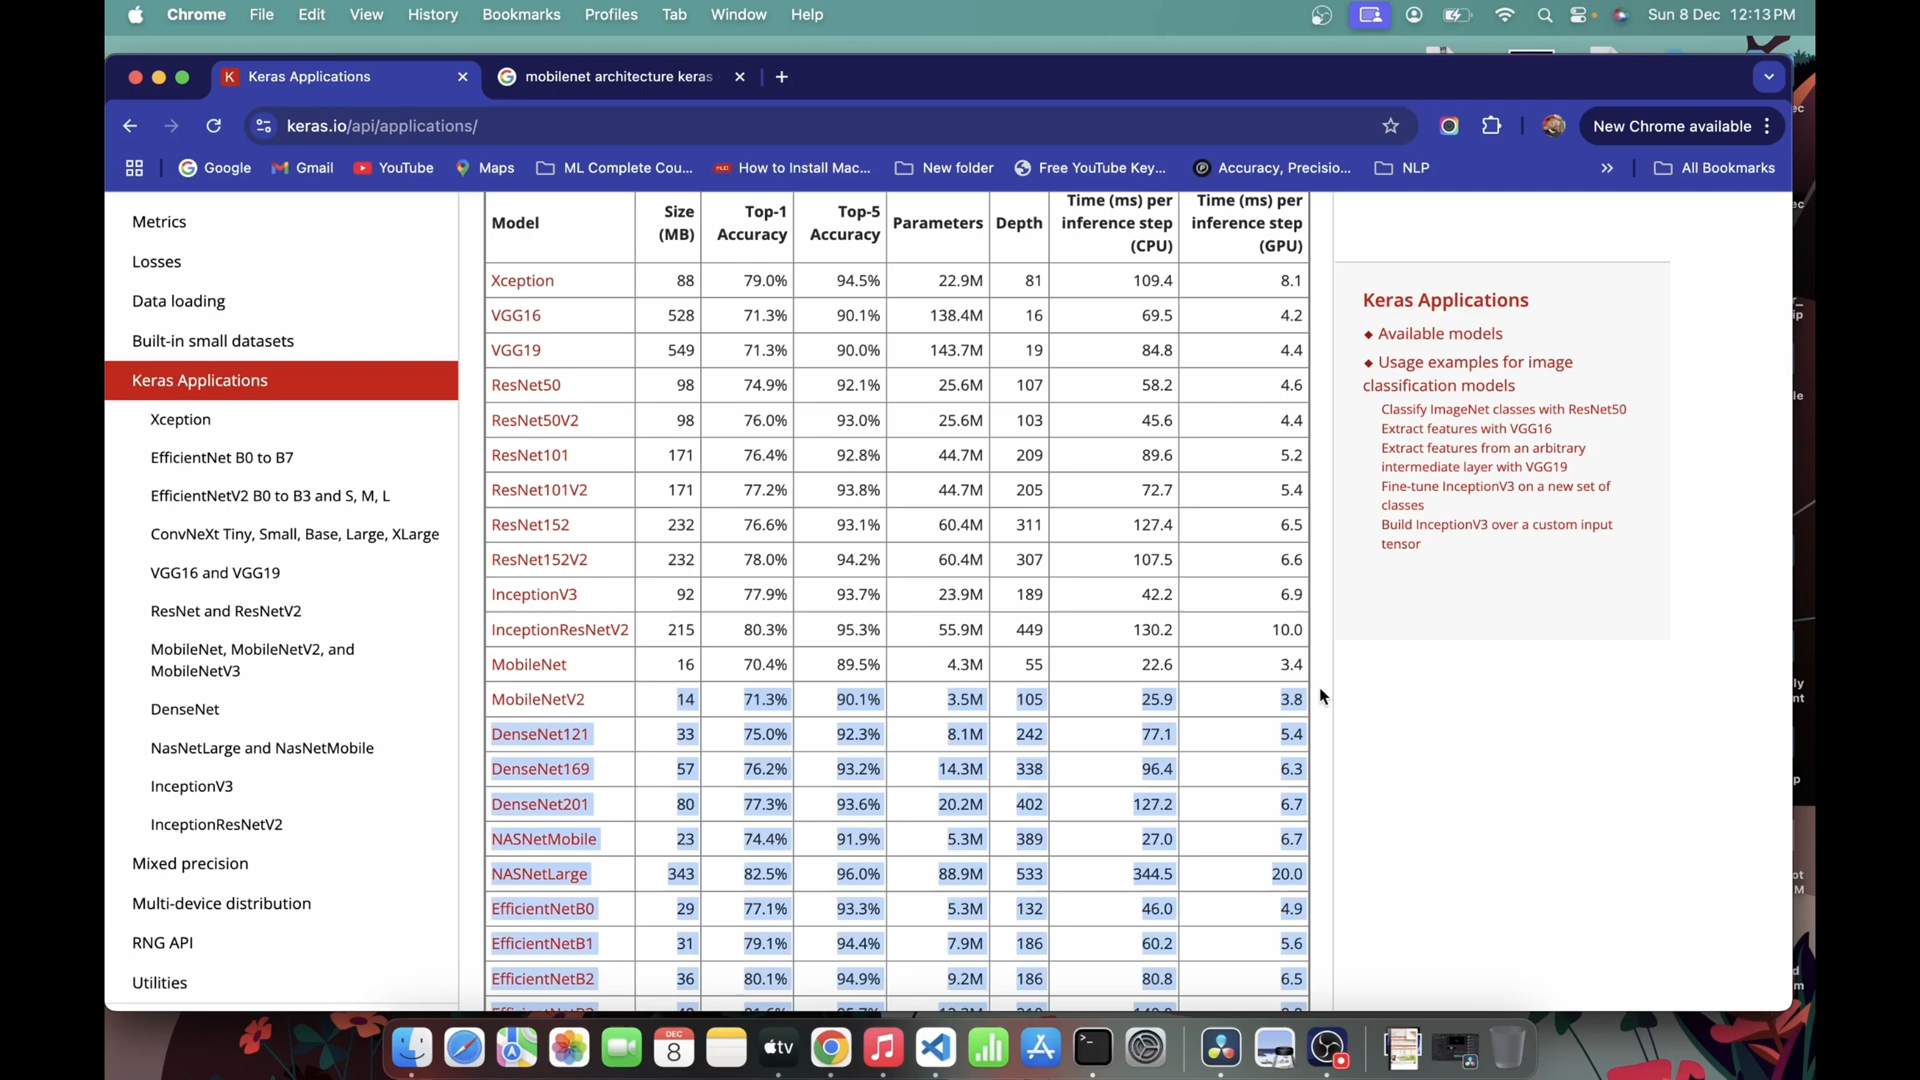 Chrome File Edit View History Bookmarks Profiles Tab Window Help Sun 8 Dec 12:13 PM
Keras Applications mobilenet architecture keras
keras.io/api/applications/ New Chrome available
Google Gmail YouTube Maps ML Complete Cou... How to Install Mac... New folder Free YouTube Key... Accuracy, Precisio... NLP » All Bookmarks
Metrics
Losses
Data loading
Built-in small datasets
Keras Applications
Xception
EfficientNet B0 to B7
EfficientNetV2 B0 to B3 and S, M, L
ConvNeXt Tiny, Small, Base, Large, XLarge
VGG16 and VGG19
ResNet and ResNetV2
MobileNet, MobileNetV2, and
MobileNetV3
DenseNet
NasNetLarge and NasNetMobile
InceptionV3
InceptionResNetV2
Mixed precision
Multi-device distribution
RNG API
Utilities
Model Size (MB) Top-1 Accuracy Top-5 Accuracy Parameters Depth Time (ms) per inference step (CPU) Time (ms) per inference step (GPU)
Xception 88 79.0% 94.5% 22.9M 81 109.4 8.1
VGG16 528 71.3% 90.1% 138.4M 16 69.5 4.2
VGG19 549 71.3% 90.0% 143.7M 19 84.8 4.4
ResNet50 98 74.9% 92.1% 25.6M 107 58.2 4.6
ResNet50V2 98 76.0% 93.0% 25.6M 103 45.6 4.4
ResNet101 171 76.4% 92.8% 44.7M 209 89.6 5.2
ResNet101V2 171 77.2% 93.8% 44.7M 205 72.7 5.4
ResNet152 232 76.6% 93.1% 60.4M 311 127.4 6.5
ResNet152V2 232 78.0% 94.2% 60.4M 307 107.5 6.6
InceptionV3 92 77.9% 93.7% 23.9M 189 42.2 6.9
InceptionResNetV2 215 80.3% 95.3% 55.9M 449 130.2 10.0
MobileNet 16 70.4% 89.5% 4.3M 55 22.6 3.4
MobileNetV2 14 71.3% 90.1% 3.5M 105 25.9 3.8
DenseNet121 33 75.0% 92.3% 8.1M 242 77.1 5.4
DenseNet169 57 76.2% 93.2% 14.3M 338 96.4 6.3
DenseNet201 80 77.3% 93.6% 20.2M 402 127.2 6.7
NASNetMobile 23 74.4% 91.9% 5.3M 389 27.0 6.7
NASNetLarge 343 82.5% 96.0% 88.9M 533 344.5 20.0
EfficientNetB0 29 77.1% 93.3% 5.3M 132 46.0 4.9
EfficientNetB1 31 79.1% 94.4% 7.9M 186 60.2 5.6
EfficientNetB2 36 80.1% 94.9% 9.2M 186 80.8 6.5
Keras Applications
◆ Available models
◆ Usage examples for image
classification models
Classify ImageNet classes with ResNet50
Extract features with VGG16
Extract features from an arbitrary
intermediate layer with VGG19
Fine-tune InceptionV3 on a new set of
classes
Build InceptionV3 over a custom input
tensor
DEC
8
tv